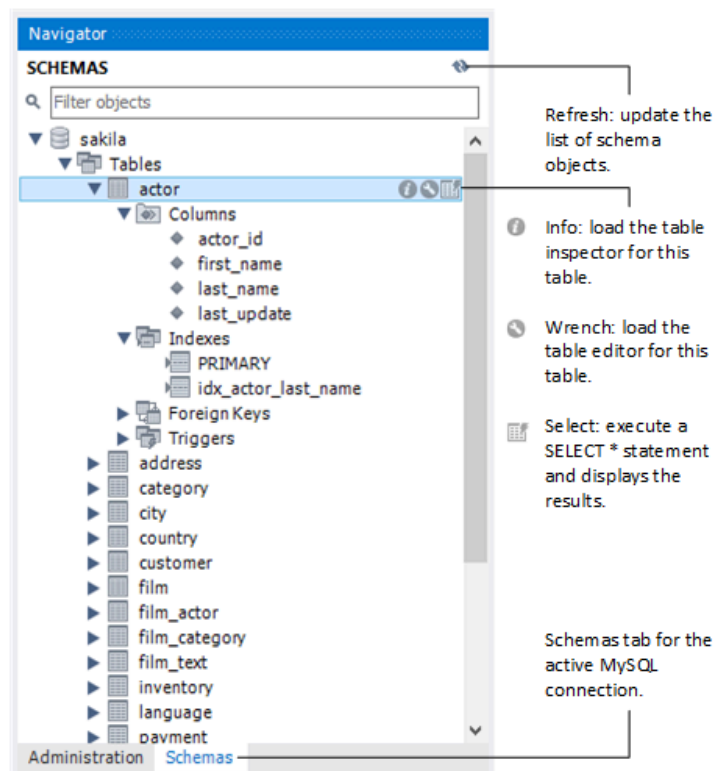 Navigator
SCHEMAS
Filter objects
sakila
Tables
actor
Columns
actor_id
first_name
last_name
last_update
Indexes
PRIMARY
idx_actor_last_name
Foreign Keys
Triggers
address
category
city
country
customer
film
film_actor
film_category
film_text
inventory
language
payment
Administration Schemas
Refresh: update the
list of schema
objects.
Info: load the table
inspector for this
table.
Wrench: load the
table editor for this
table.
Select: execute a
SELECT * statement
and displays the
results.
Schemas tab for the
active MySQL
connection.